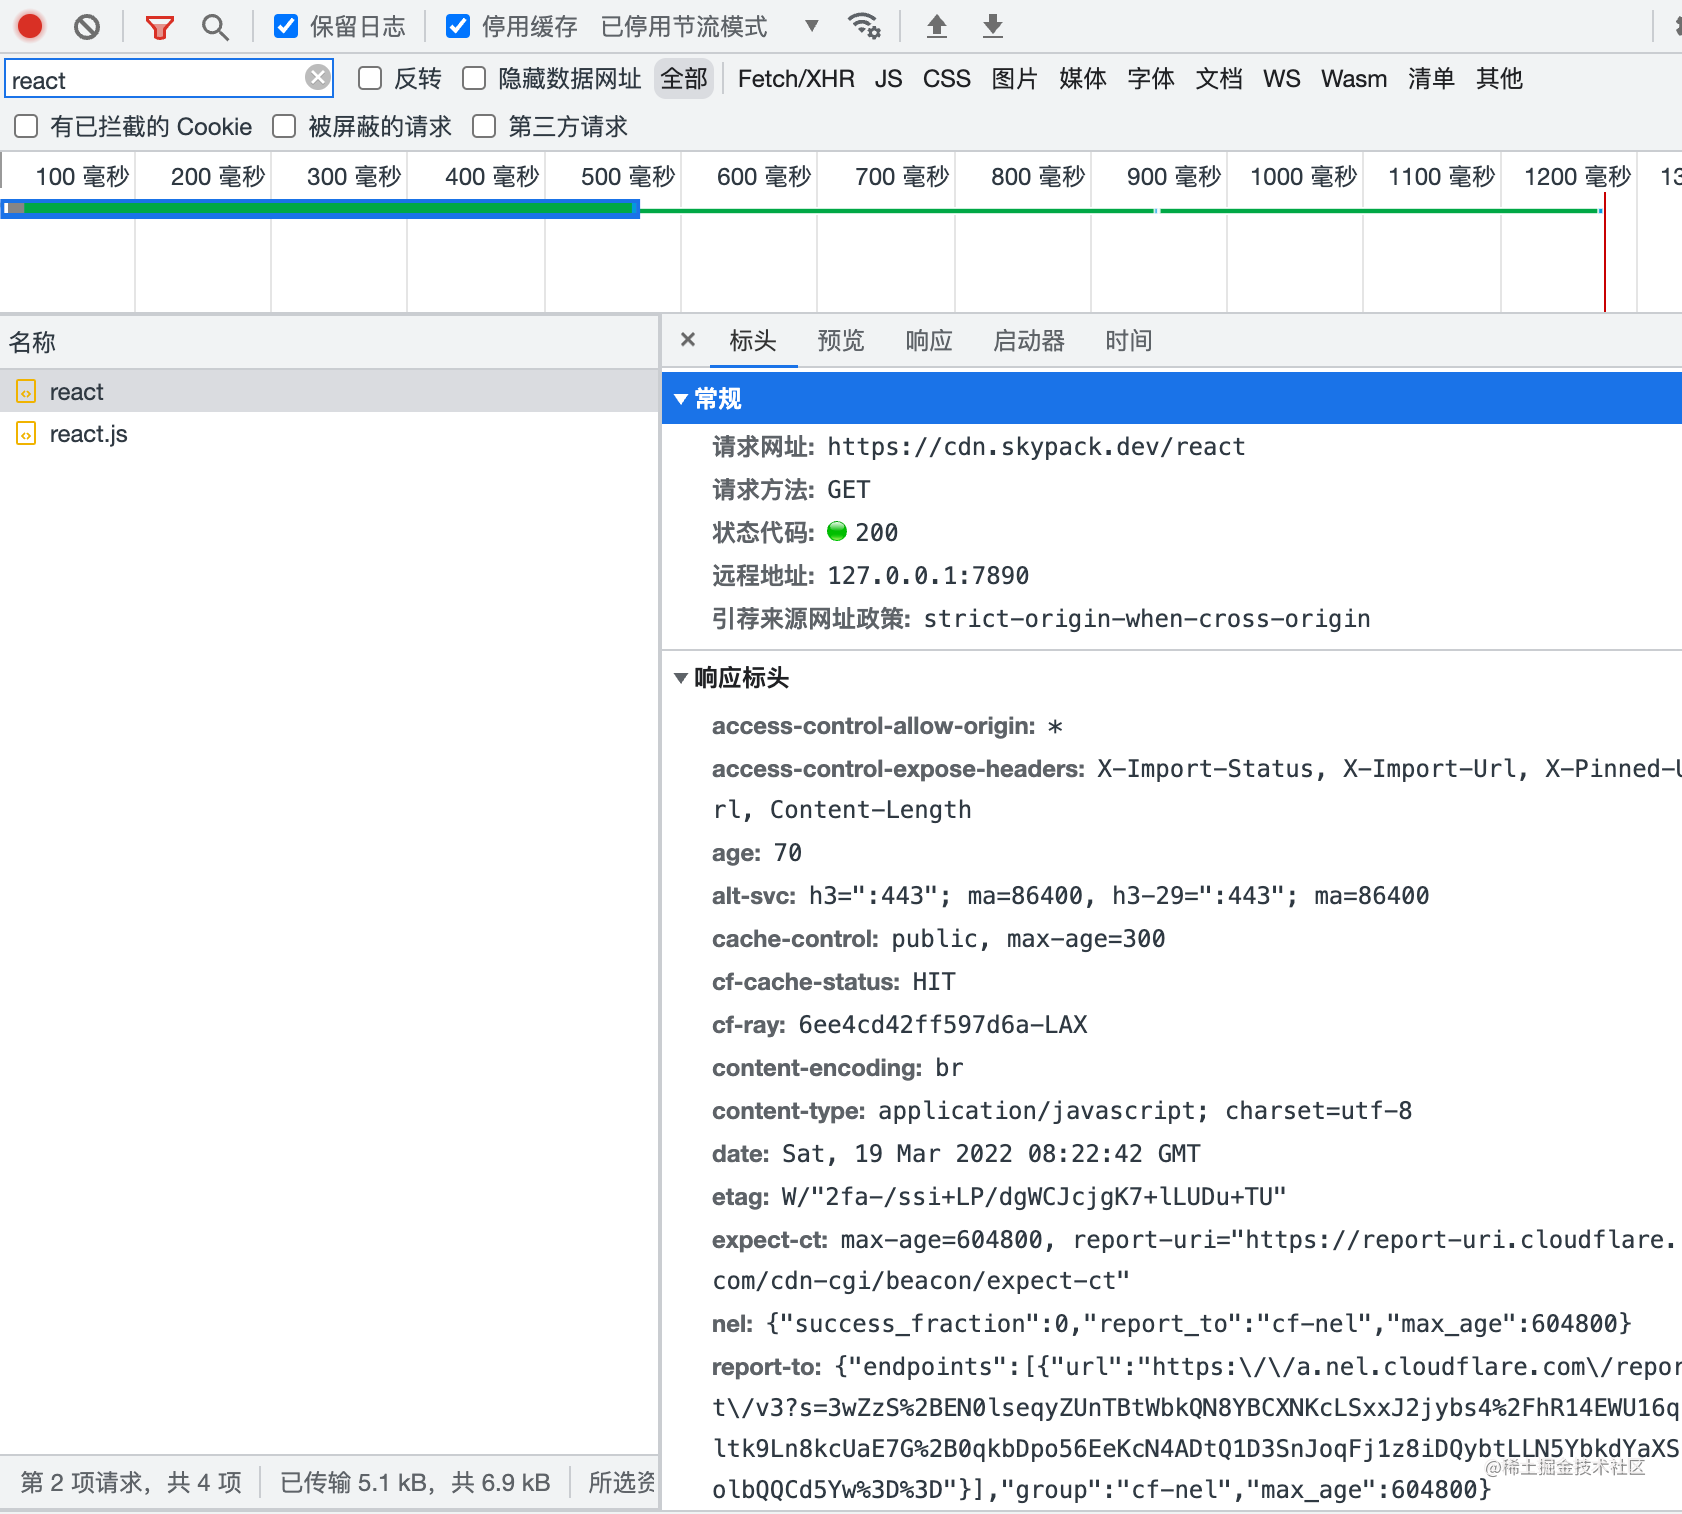 保留日志 停用缓存 已停用节流模式
react 反转 隐藏数据网址 全部 Fetch/XHR JS CSS 图片 媒体 字体 文档 WS Wasm 清单 其他
有已拦截的 Cookie 被屏蔽的请求 第三方请求
100 毫秒 200 毫秒 300 毫秒 400 毫秒 500 毫秒 600 毫秒 700 毫秒 800 毫秒 900 毫秒 1000 毫秒 1100 毫秒 1200 毫秒 13
名称
react
react.js
× 标头 预览 响应 启动器 时间
常规
请求网址: https://cdn.skypack.dev/react
请求方法: GET
状态代码: 200
远程地址: 127.0.0.1:7890
引荐来源网址政策: strict-origin-when-cross-origin
响应标头
access-control-allow-origin: *
access-control-expose-headers: X-Import-Status, X-Import-Url, X-Pinned-U
rl, Content-Length
age: 70
alt-svc: h3=":443"; ma=86400, h3-29=":443"; ma=86400
cache-control: public, max-age=300
cf-cache-status: HIT
cf-ray: 6ee4cd42ff597d6a-LAX
content-encoding: br
content-type: application/javascript; charset=utf-8
date: Sat, 19 Mar 2022 08:22:42 GMT
etag: W/"2fa-/ssi+LP/dgWCJcjgK7+lLUDu+TU"
expect-ct: max-age=604800, report-uri="https://report-uri.cloudflare.
com/cdn-cgi/beacon/expect-ct"
nel: {"success_fraction":0,"report_to":"cf-nel","max_age":604800}
report-to: {"endpoints":[{"url":"https:\/\/a.nel.cloudflare.com\/repor
t\/v3?s=3wZzS%2BEN0lseqyZUnTBtWbkQN8YBCXNKcLSxxJ2jybs4%2FhR14EWU16q
ltk9Ln8kcUaE7G%2B0qkbDpo56EeKcN4ADtQ1D3SnJoqFj1z8iDQybtLLN5YbkdYaXS
olbQQCd5Yw%3D%3D"}],"group":"cf-nel","max_age":604800}
第 2 项请求，共 4 项 已传输 5.1 kB，共 6.9 kB 所选资
@稀土掘金技术社区